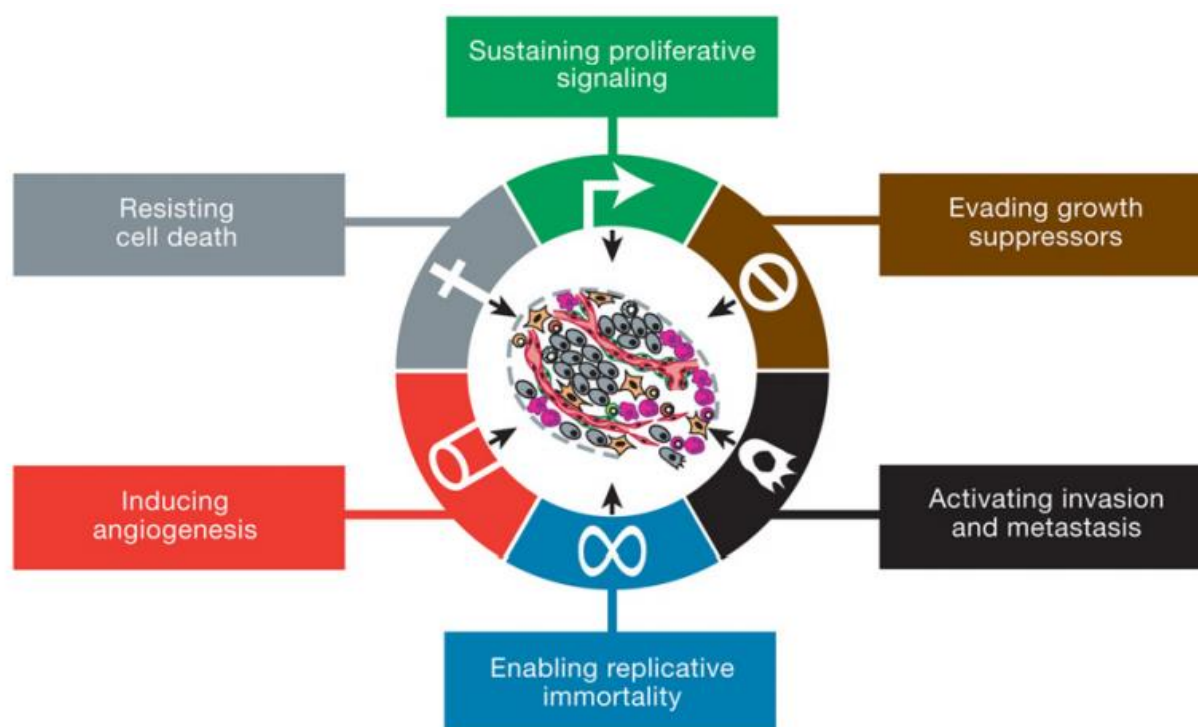 Sustaining proliferative
signaling
Resisting
cell death
Evading growth
suppressors
Inducing
angiogenesis
Activating invasion
and metastasis
Enabling replicative
immortality